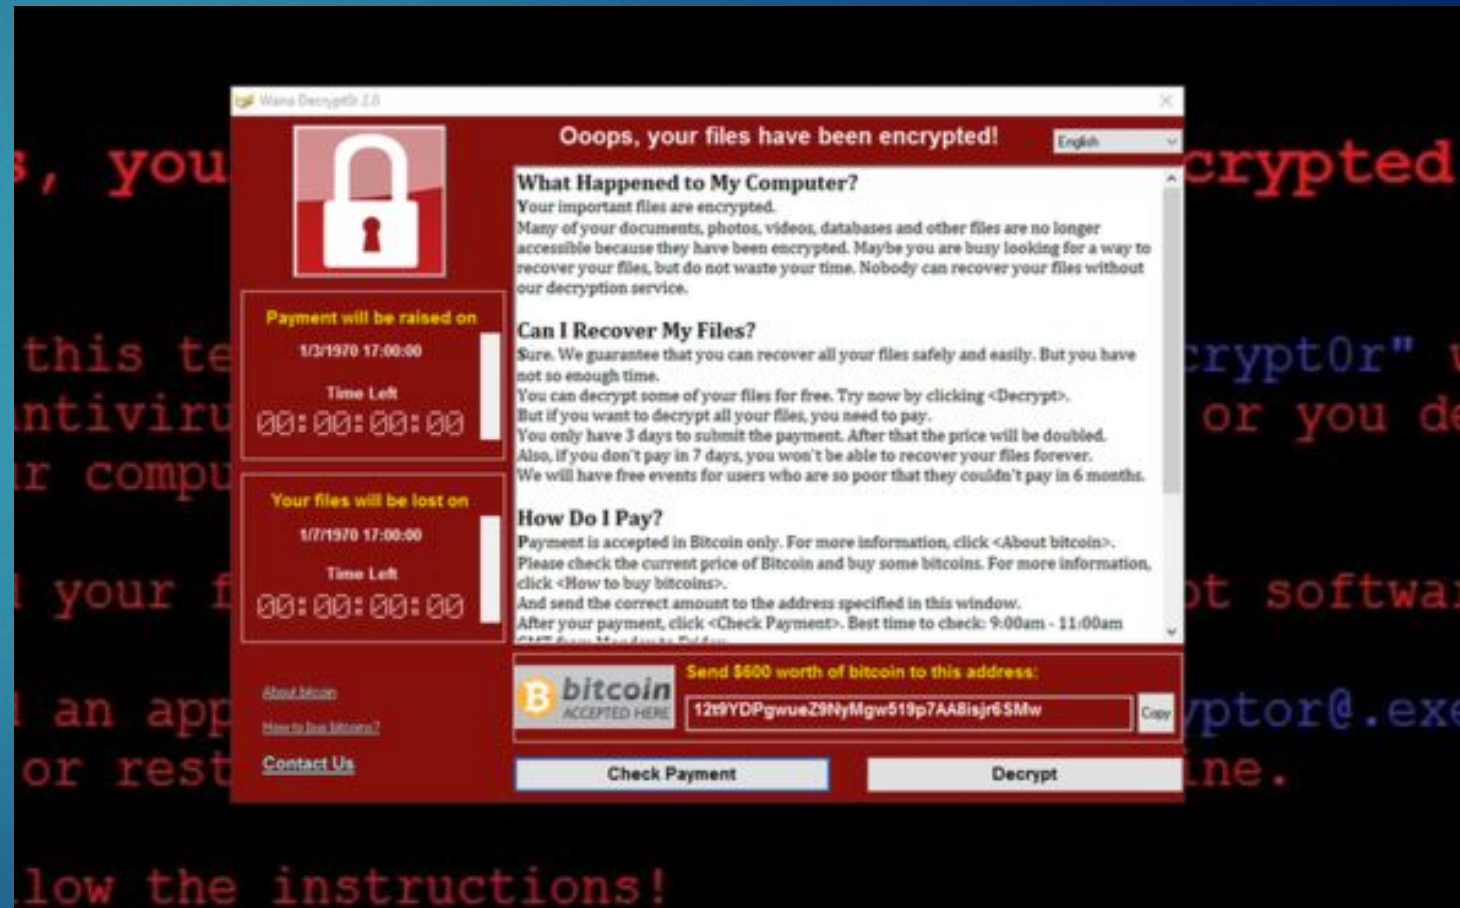 Wana Decrypt0r 2.0
Ooops, your files have been encrypted!
English
What Happened to My Computer?
Your important files are encrypted.
Many of your documents, photos, videos, databases and other files are no longer
accessible because they have been encrypted. Maybe you are busy looking for a way to
recover your files, but do not waste your time. Nobody can recover your files without
our decryption service.
Can I Recover My Files?
Sure. We guarantee that you can recover all your files safely and easily. But you have
not so enough time.
You can decrypt some of your files for free. Try now by clicking <Decrypt>.
But if you want to decrypt all your files, you need to pay.
You only have 3 days to submit the payment. After that the price will be doubled.
Also, if you don't pay in 7 days, you won't be able to recover your files forever.
We will have free events for users who are so poor that they couldn't pay in 6 months.
How Do I Pay?
Payment is accepted in Bitcoin only. For more information, click <About bitcoin>.
Please check the current price of Bitcoin and buy some bitcoins. For more information,
click <How to buy bitcoins>.
And send the correct amount to the address specified in this window.
After your payment, click <Check Payment>. Best time to check: 9:00am - 11:00am
GMT from Monday to Friday.
Payment will be raised on
1/3/1970 17:00:00
Time Left
00:00:00:00
Your files will be lost on
1/7/1970 17:00:00
Time Left
00:00:00:00
About bitcoin
How to buy bitcoins?
Contact Us
bitcoin
ACCEPTED HERE
Send $600 worth of bitcoin to this address:
12t9YDPgwueZ9NyMgw519p7AA8isjr6SMw
Copy
Check Payment
Decrypt
s, you crypted
this te crypt0r" w
ntiviru or you de
r compu
your f pt softwar
an app yptor@.exe
or rest ine.
low the instructions!